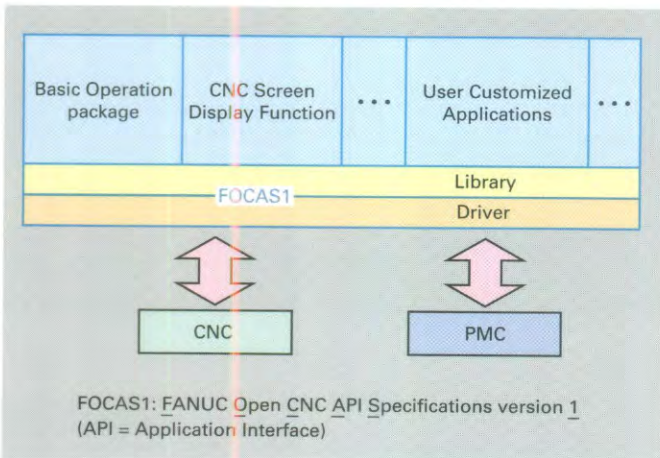 Basic Operation
package
CNC Screen
Display Function
• • •
User Customized
Applications
• • •
Library
FOCAS1
Driver
CNC
PMC
FOCAS1: FANUC Open CNC API Specifications version 1
(API = Application Interface)